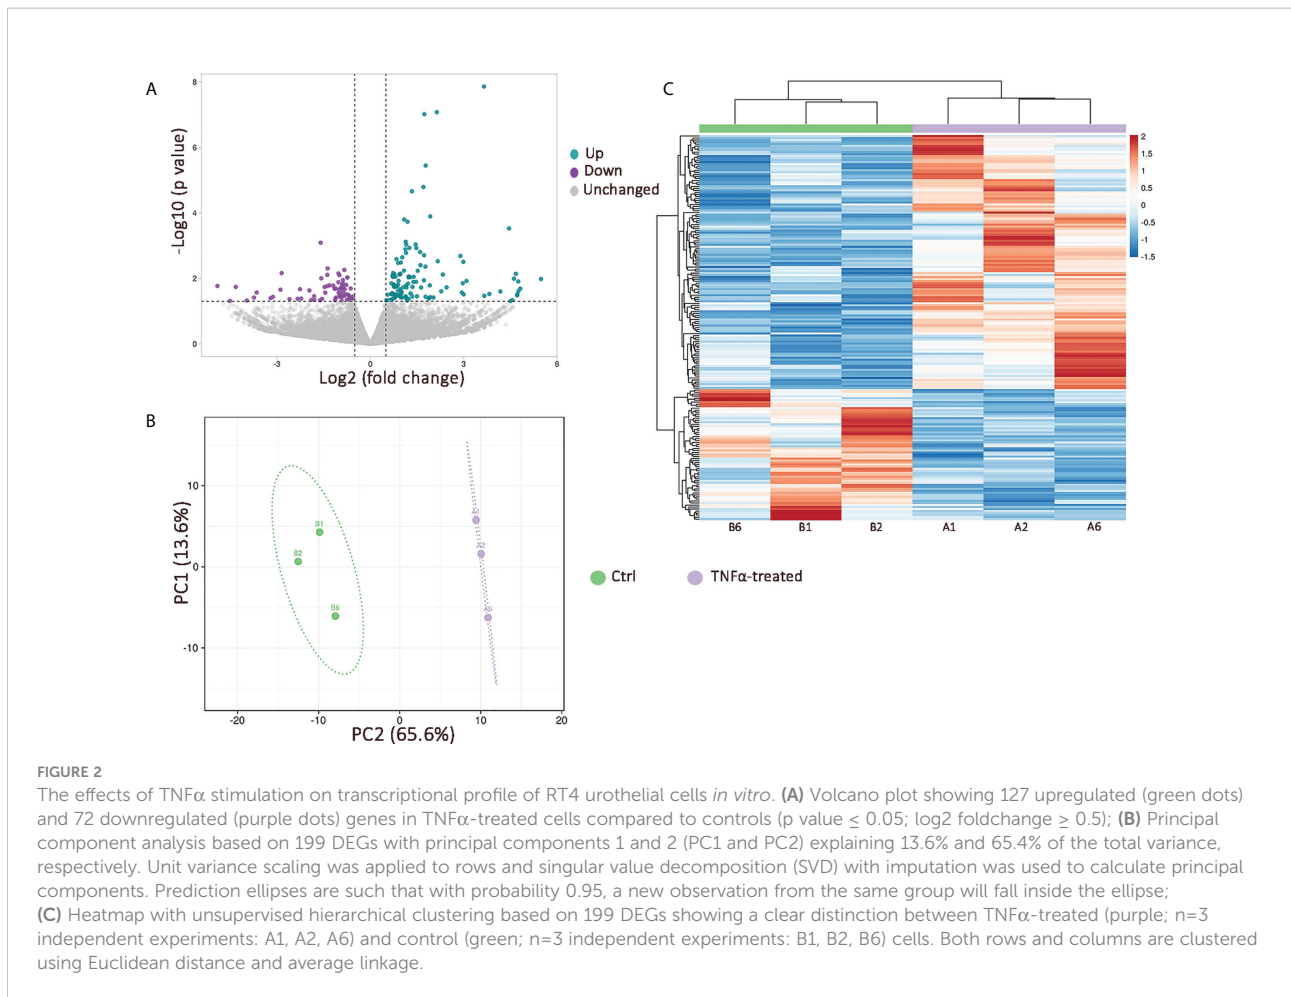 A
-Log10 (p value)
8
6
4
2
0
-3
0
3
6
Log2 (fold change)
Up
Down
Unchanged
B
PC1 (13.6%)
10
0
-10
-20
-10
0
10
20
PC2 (65.6%)
B1
B2
B6
A1
A2
A6
Ctrl
TNFα-treated
C
2
1.5
1
0.5
0
-0.5
-1
-1.5
B6
B1
B2
A1
A2
A6
FIGURE 2
The effects of TNFα stimulation on transcriptional profile of RT4 urothelial cells in vitro. (A) Volcano plot showing 127 upregulated (green dots)
and 72 downregulated (purple dots) genes in TNFα-treated cells compared to controls (p value ≤ 0.05; log2 foldchange ≥ 0.5); (B) Principal
component analysis based on 199 DEGs with principal components 1 and 2 (PC1 and PC2) explaining 13.6% and 65.4% of the total variance,
respectively. Unit variance scaling was applied to rows and singular value decomposition (SVD) with imputation was used to calculate principal
components. Prediction ellipses are such that with probability 0.95, a new observation from the same group will fall inside the ellipse;
(C) Heatmap with unsupervised hierarchical clustering based on 199 DEGs showing a clear distinction between TNFα-treated (purple; n=3
independent experiments: A1, A2, A6) and control (green; n=3 independent experiments: B1, B2, B6) cells. Both rows and columns are clustered
using Euclidean distance and average linkage.